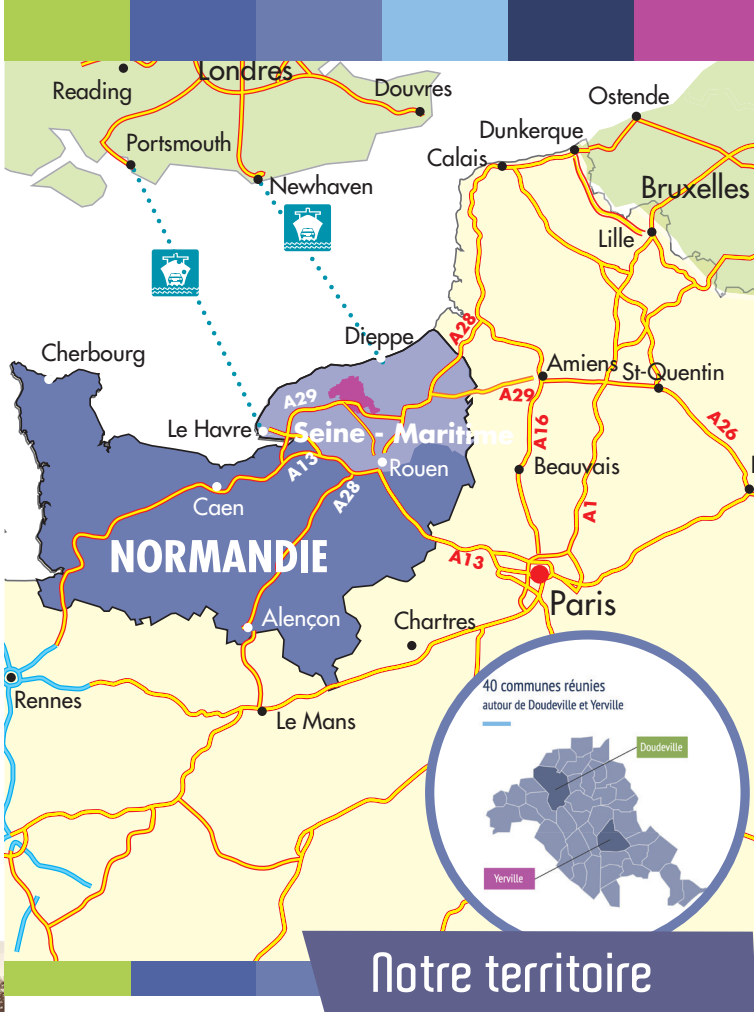 Londres
Reading
Douvres
Ostende
Portsmouth
Dunkerque
Calais
Newhaven
Bruxelles
Lille
Dieppe
A28
Cherbourg
Amiens
St-Quentin
A29
A29
Le Havre
Seine - Maritime
A16
A26
A13
Rouen
Beauvais
A28
Caen
A1
NORMANDIE
A13
Paris
Alençon
Chartres
Rennes
Le Mans
40 communes réunies
autour de Doudeville et Yerville
Doudeville
Yerville
Notre territoire